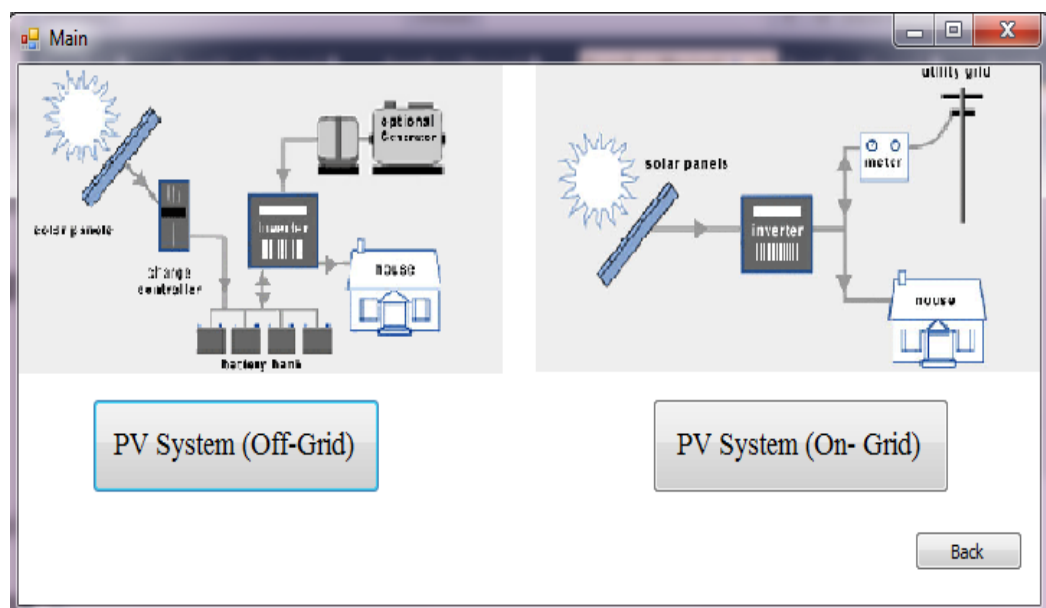 Main
X
optional
Generator
solar panels
charge
controller
inverter
house
battery bank
utility grid
meter
solar panels
inverter
house
PV System (Off-Grid)
PV System (On- Grid)
Back